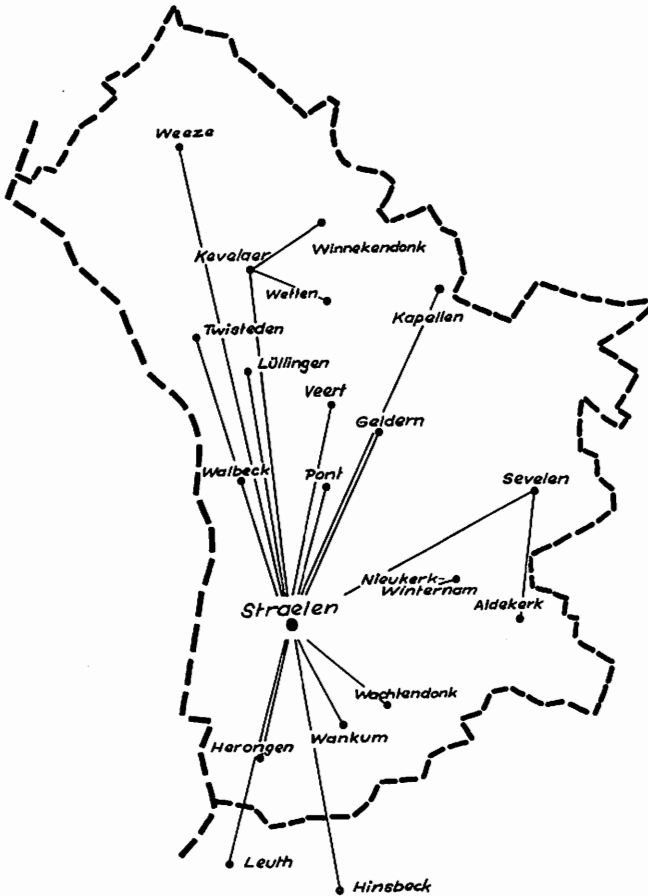 Weeze
Winnekendonk
Kevelaer
Wetten
Kapellen
Twisteden
Lüllingen
Veert
Geldern
Walbeck
Pont
Sevelen
Nieukerk-
Winternam
Straelen
Aldekerk
Wachtendonk
Wankum
Herongen
Leuth
Hinsbeck